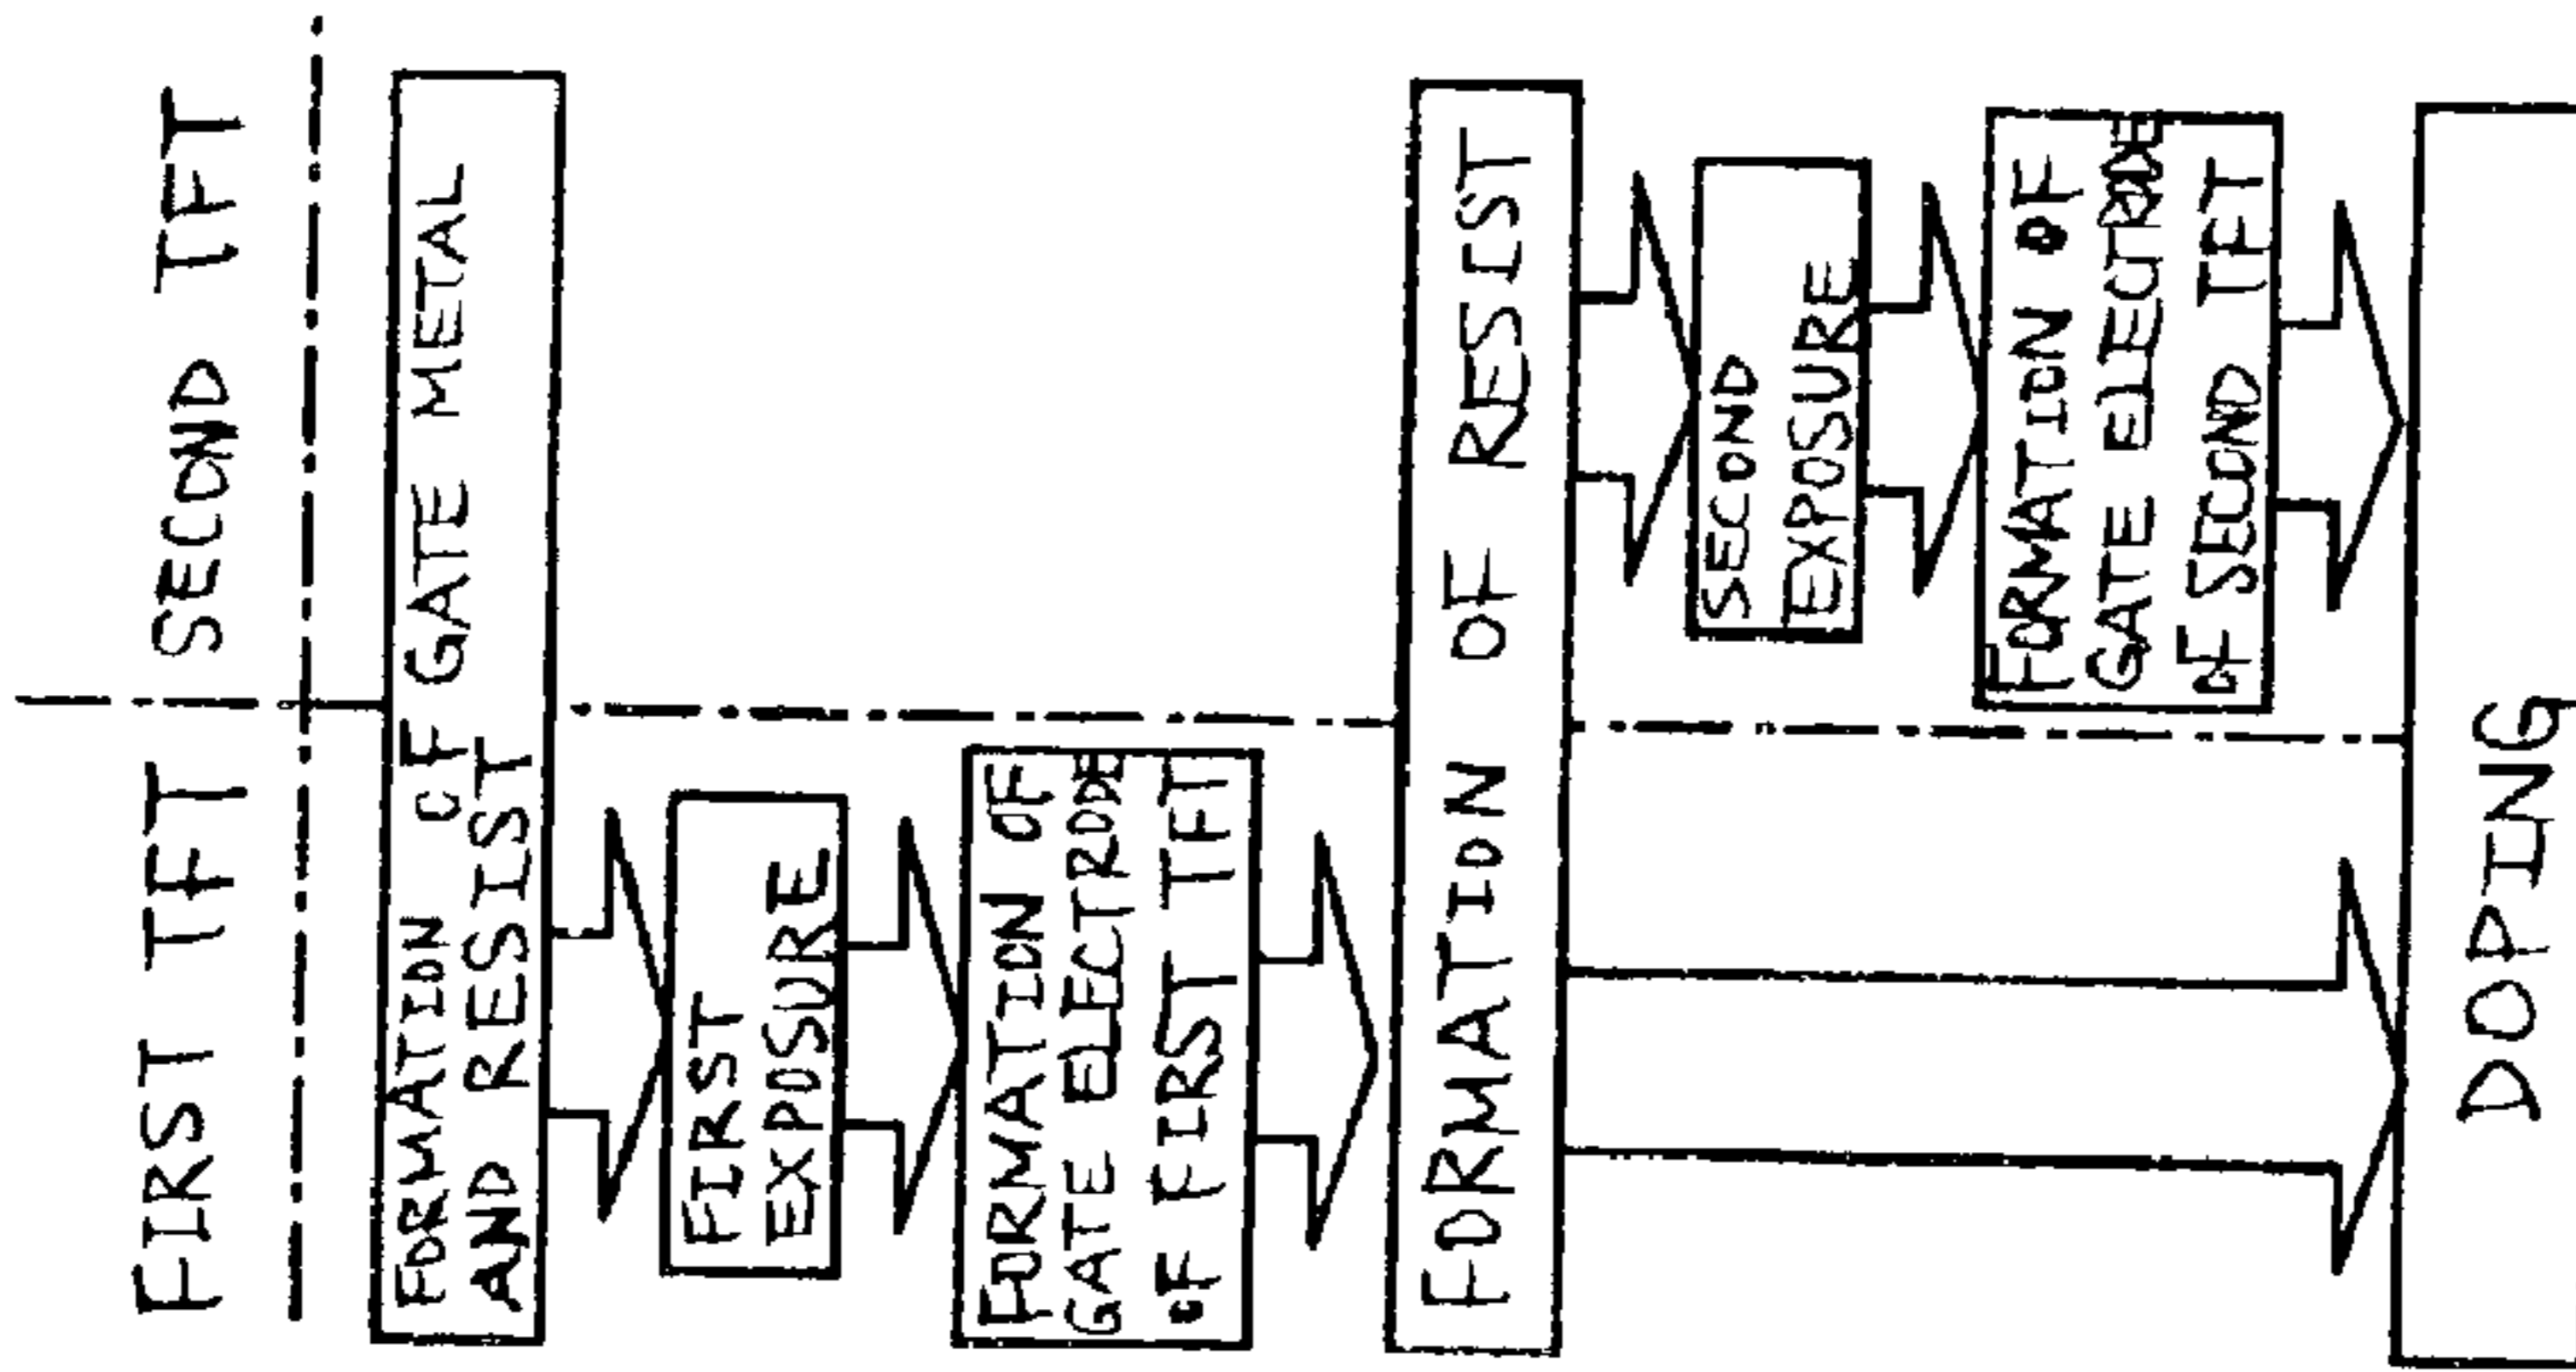 FIRST TFT
SECOND TFT
FORMATION OF GATE METAL
AND RESIST
FIRST
EXPOSURE
FORMATION OF
GATE ELECTRODE
OF FIRST TFT
FORMATION OF RESIST
SECOND
EXPOSURE
FORMATION OF
GATE ELECTRODE
OF SECOND TFT
DOPING